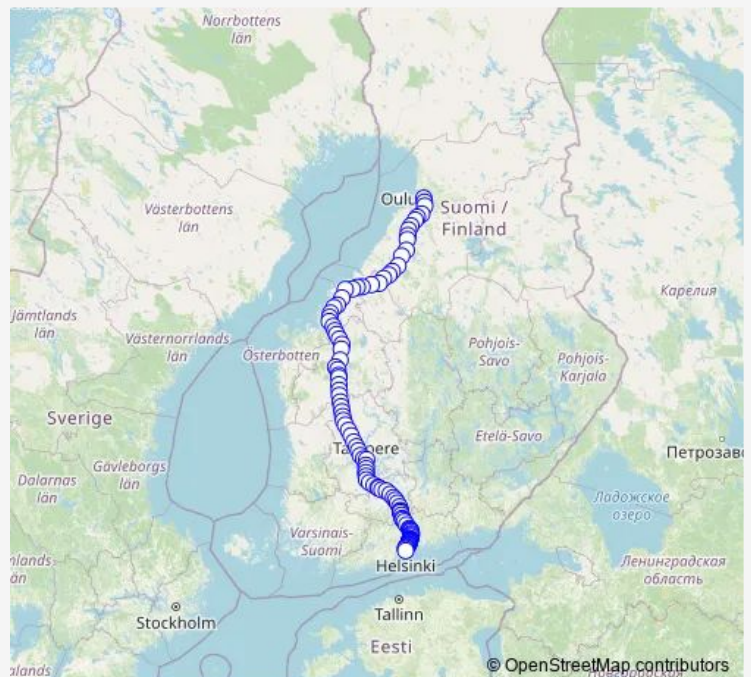 Norrbottens
län
Oulu
Suomi /
Finland
Västerbottens
län
Карелия
Jämtlands
län
Västernorrlands
län
Österbotten
Pohjois-
Savo
Pohjois-
Karjala
Sverige
Etelä-Savo
Gävleborgs
län
Dalarnas
län
Ладожское
озеро
Varsinais-
Suomi
Helsinki
Ленинградская
область
Stockholm
Tallinn
Eesti
© OpenStreetMap contributors